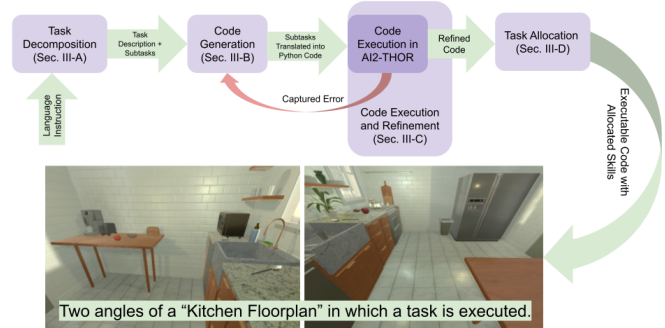 Task
Decomposition
(Sec. III-A)
Task
Description +
Subtasks
Code
Generation
(Sec. III-B)
Subtasks
Translated into
Python Code
Code
Execution in
AI2-THOR
Refined
Code
Task Allocation
(Sec. III-D)
Language
Instruction
Captured Error
Code Execution
and Refinement
(Sec. III-C)
Executable Code with
Allocated Skills
Two angles of a “Kitchen Floorplan” in which a task is executed.